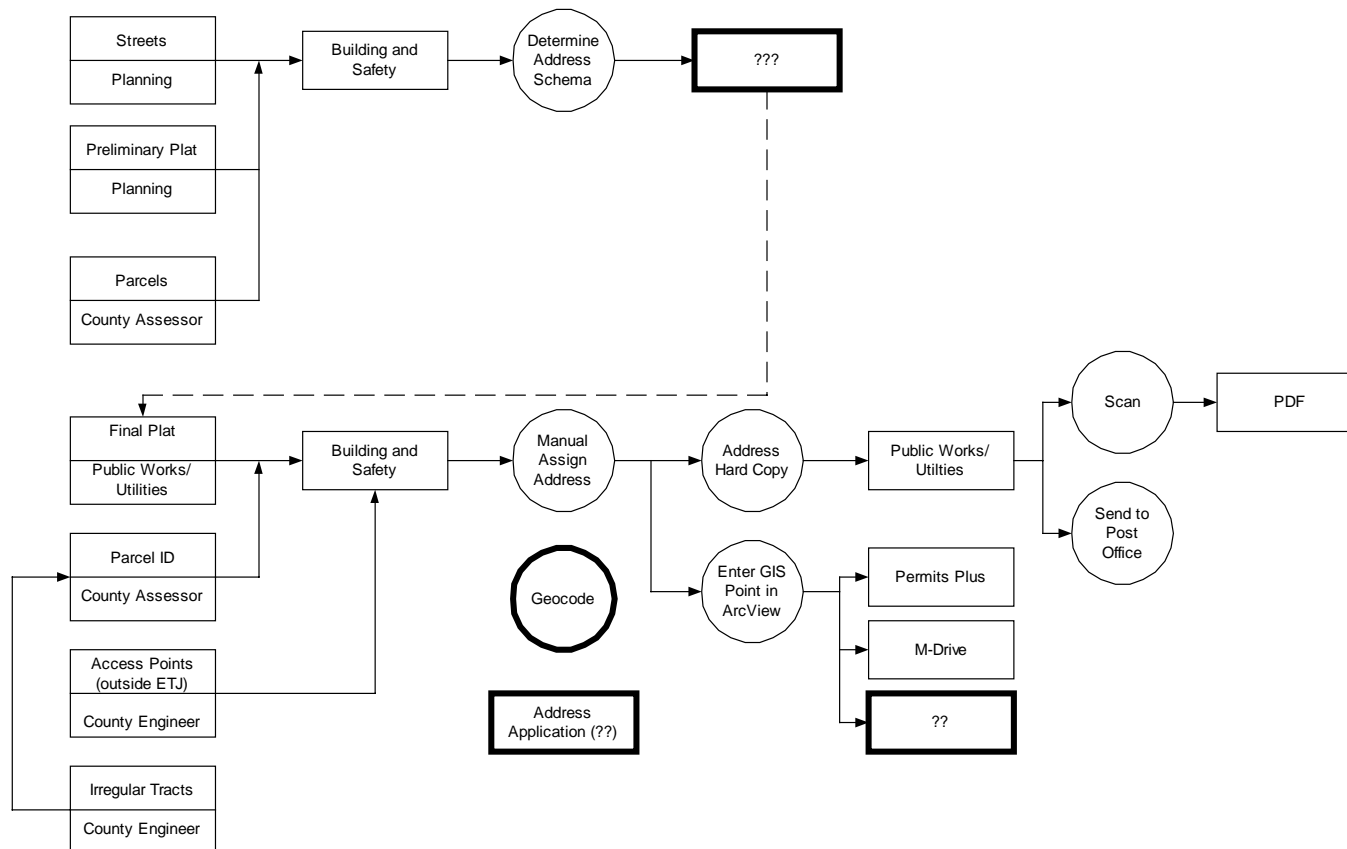 Streets
Planning
Building and
Safety
Determine
Address
Schema
???
Preliminary Plat
Planning
Parcels
County Assessor
Final Plat
Public Works/
Utilities
Building and
Safety
Manual
Assign
Address
Address
Hard Copy
Public Works/
Utilties
Scan
PDF
Send to
Post
Office
Parcel ID
County Assessor
Geocode
Enter GIS
Point in
ArcView
Permits Plus
M-Drive
??
Access Points
(outside ETJ)
County Engineer
Address
Application (??)
Irregular Tracts
County Engineer